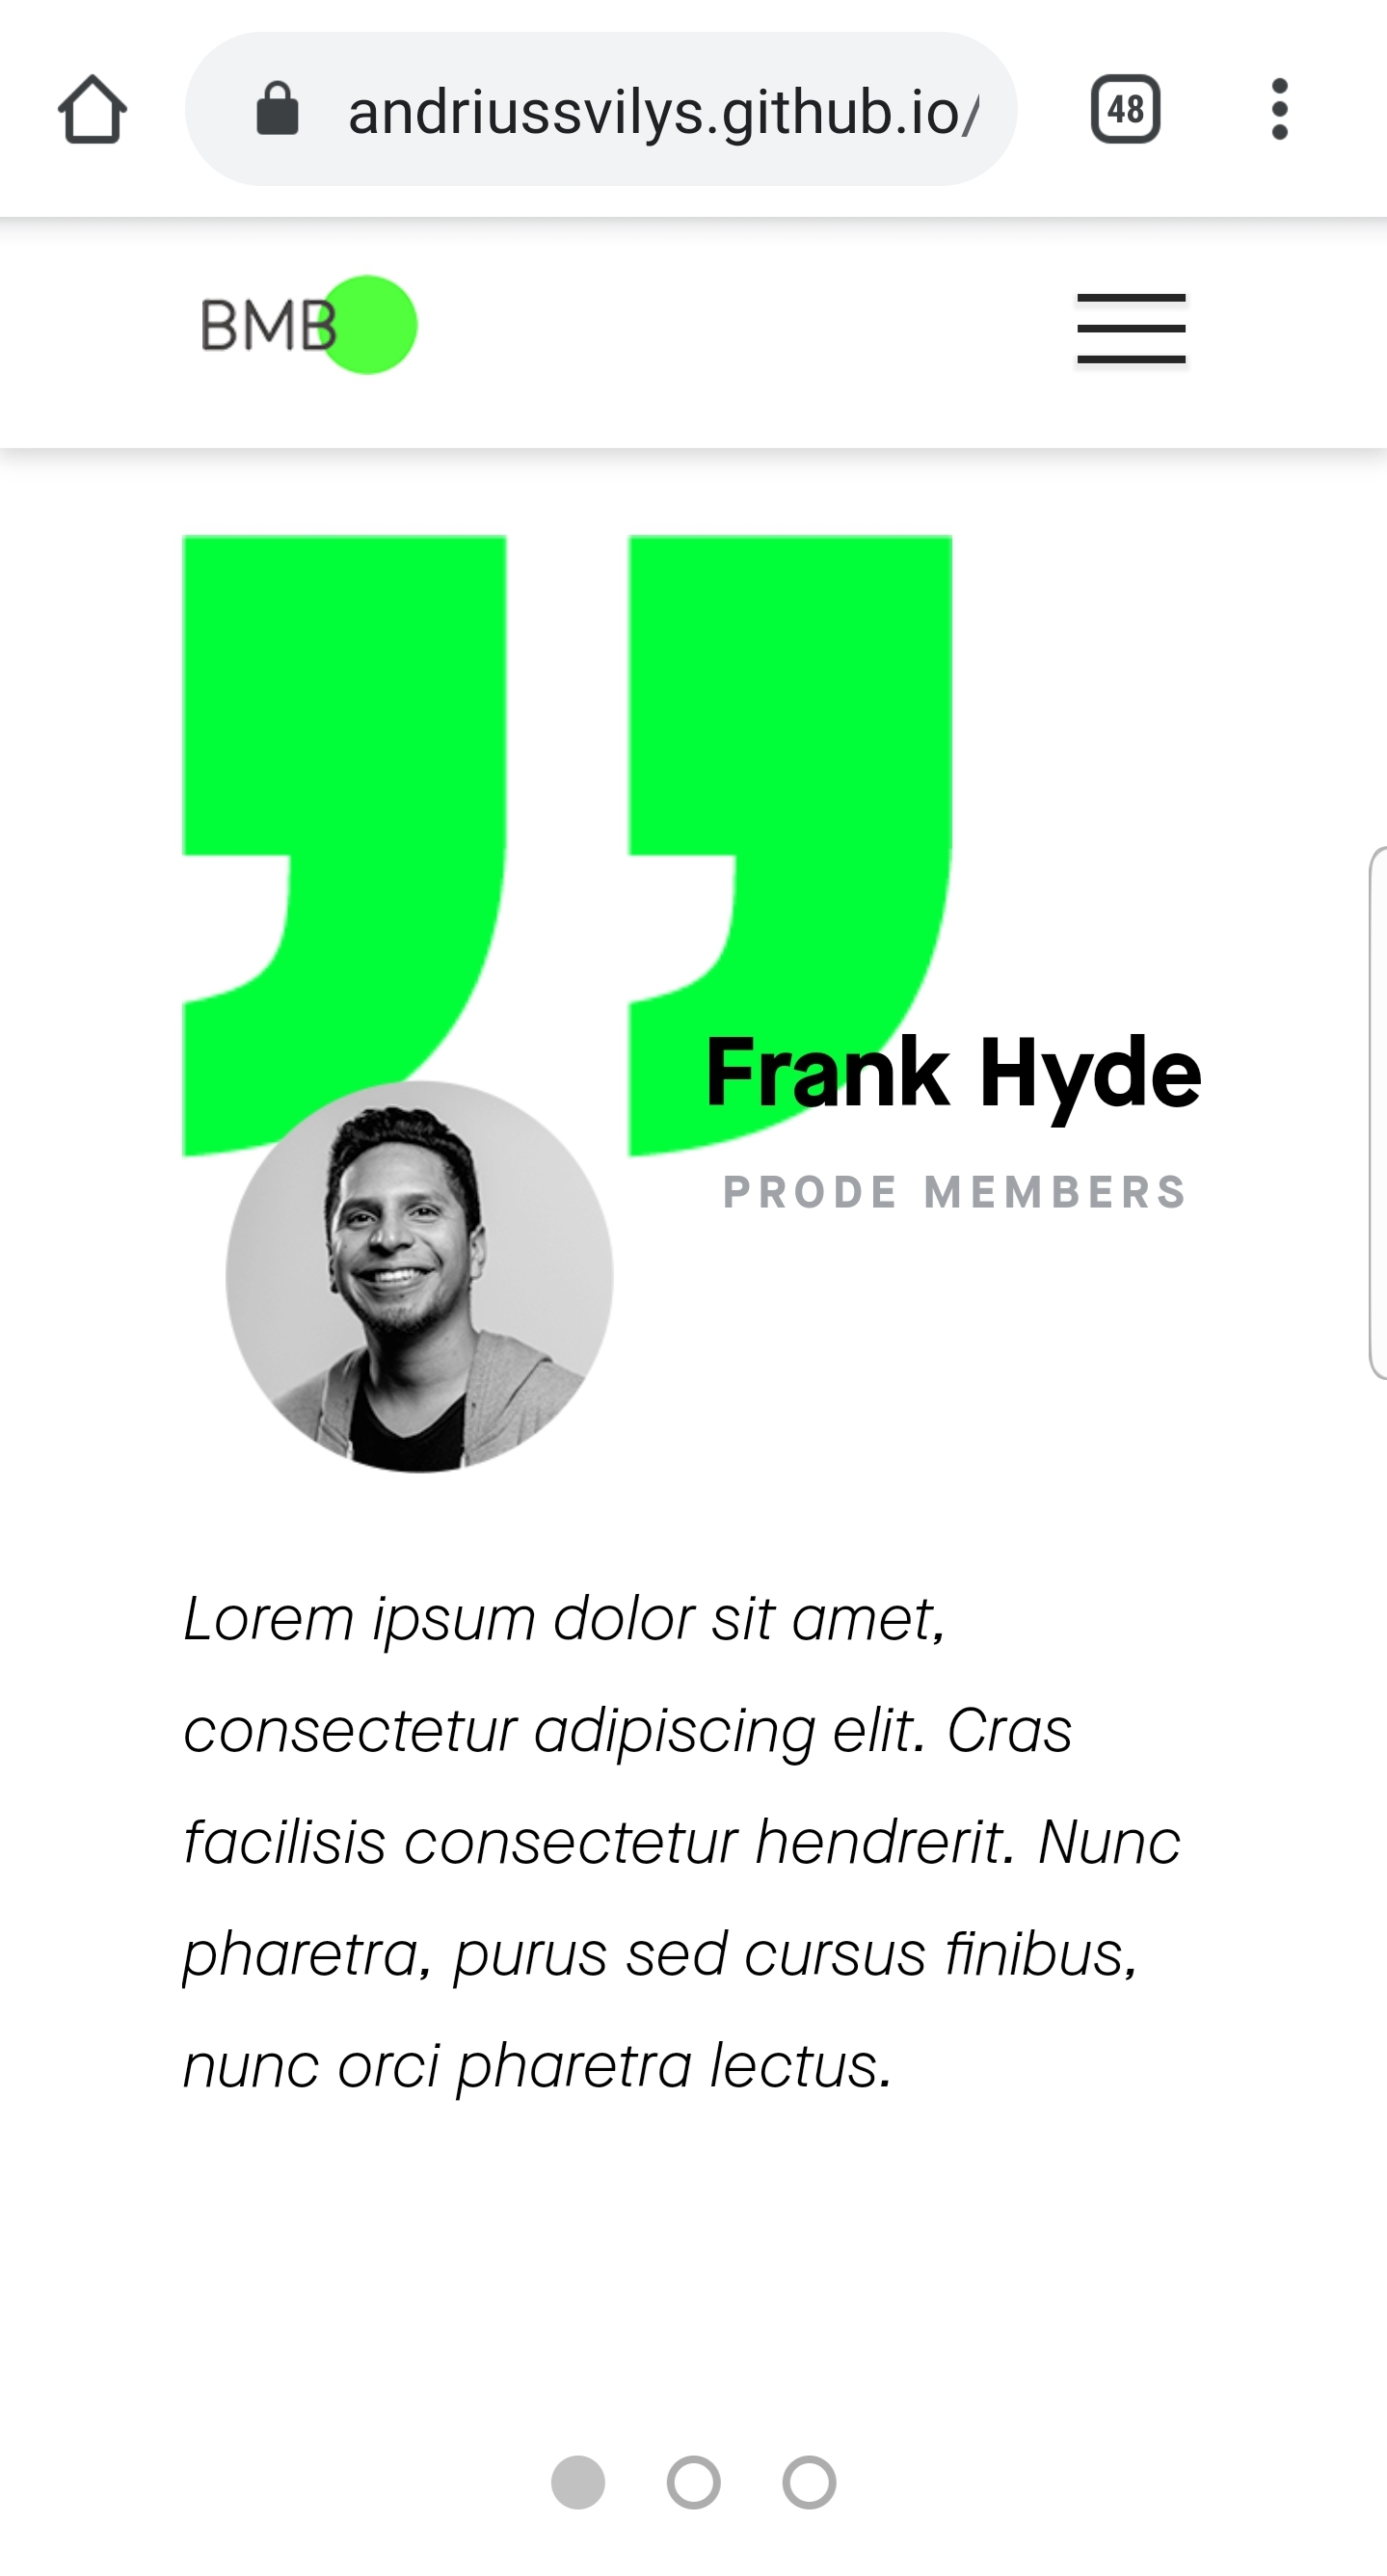 andriussvilys.github.io/
48
BMB
Frank Hyde
PRODE MEMBERS
Lorem ipsum dolor sit amet,
consectetur adipiscing elit. Cras
facilisis consectetur hendrerit. Nunc
pharetra, purus sed cursus finibus,
nunc orci pharetra lectus.